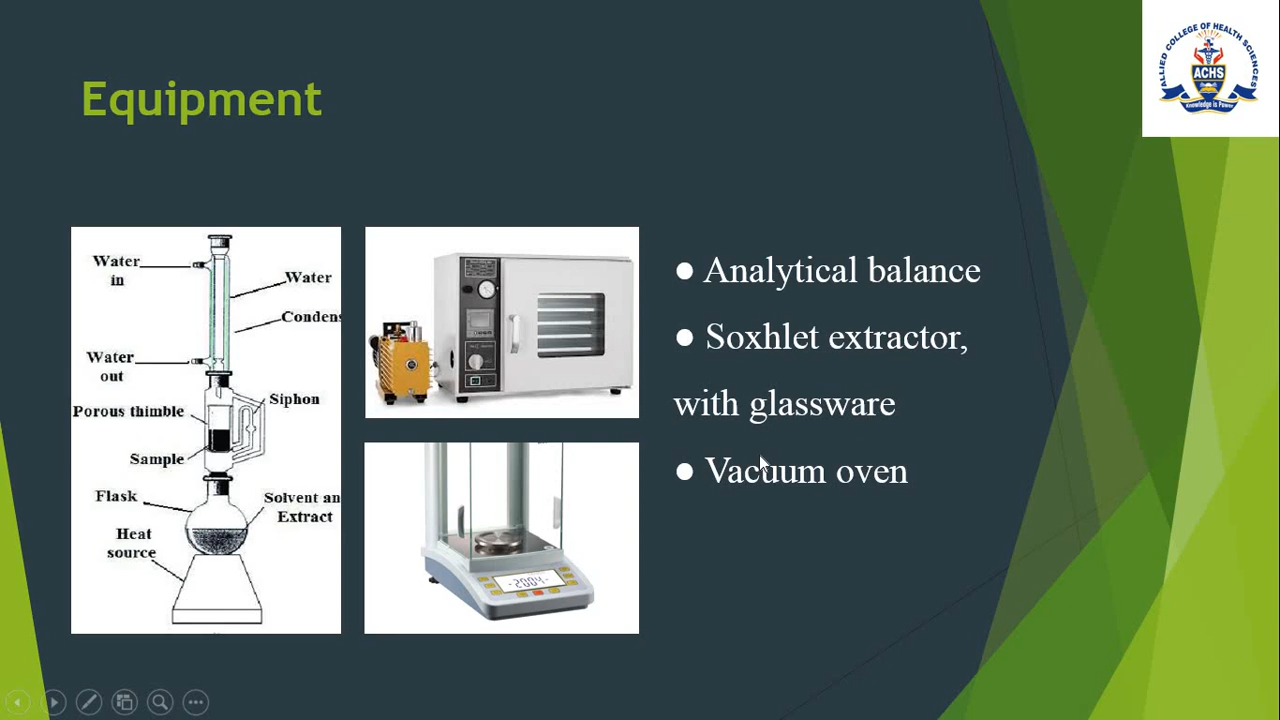 Equipment
ALLIED COLLEGE OF HEALTH SCIENCES
ACHS
Knowledge is Power
Water
in
Water
Condens
Water
out
Siphon
Porous thimble
Sample
Flask
Solvent an
Extract
Heat
source
● Analytical balance
● Soxhlet extractor,
with glassware
● Vacuum oven